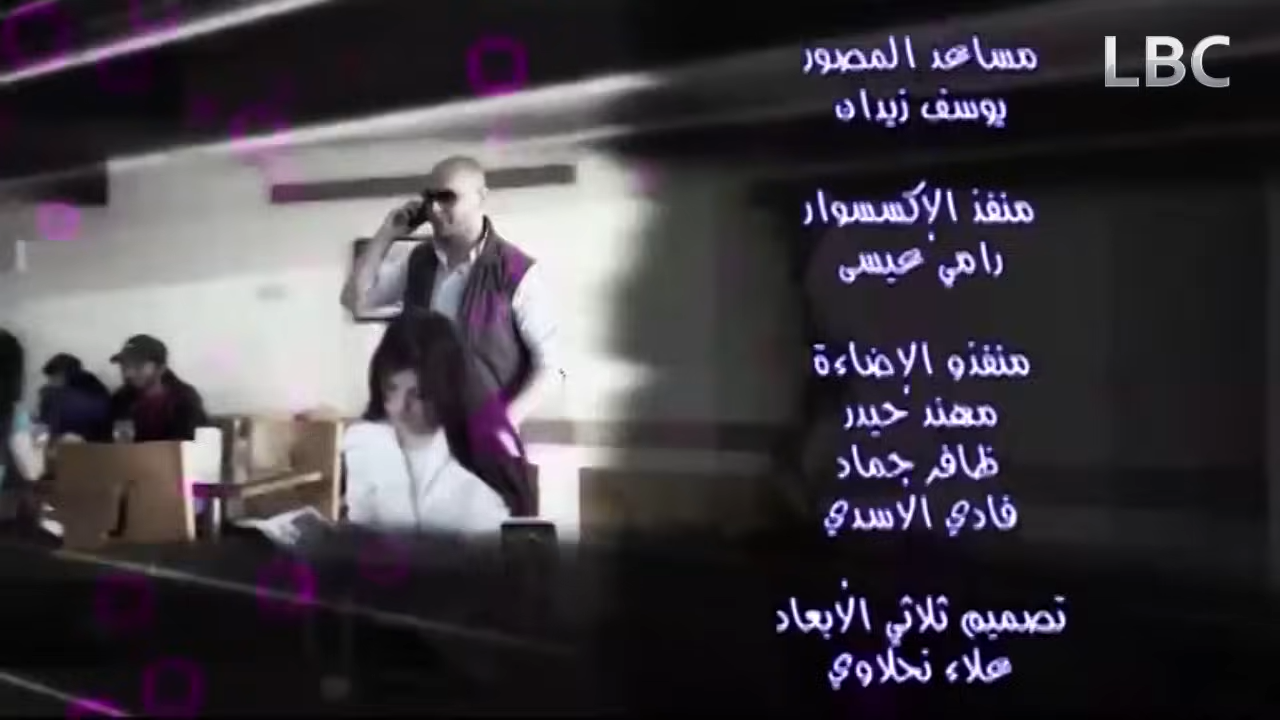 LBC
مساعد المصور
يوسف زيدان
منفذ الإكسسوار
رامي عيسى
منفذو الإضاءة
مهند حيدر
ظافر حماد
فادي الاسدي
تصميم ثلاثي الأبعاد
علاء نحلاوي